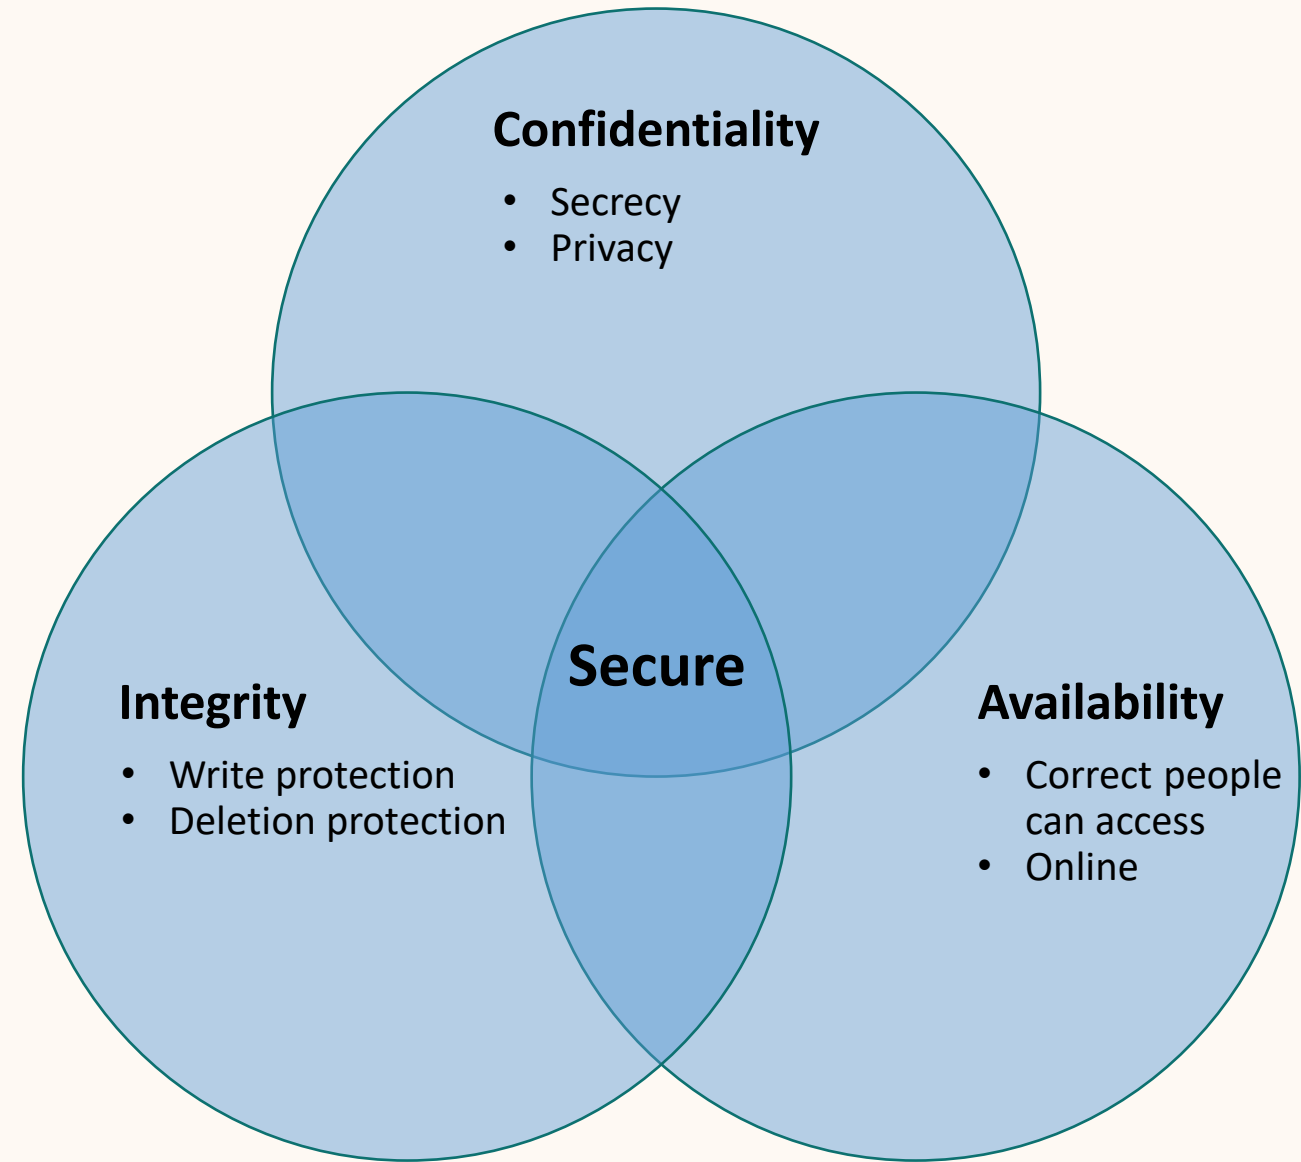 Confidentiality
• Secrecy
• Privacy
Secure
Integrity
• Write protection
• Deletion protection
Availability
• Correct people
can access
• Online